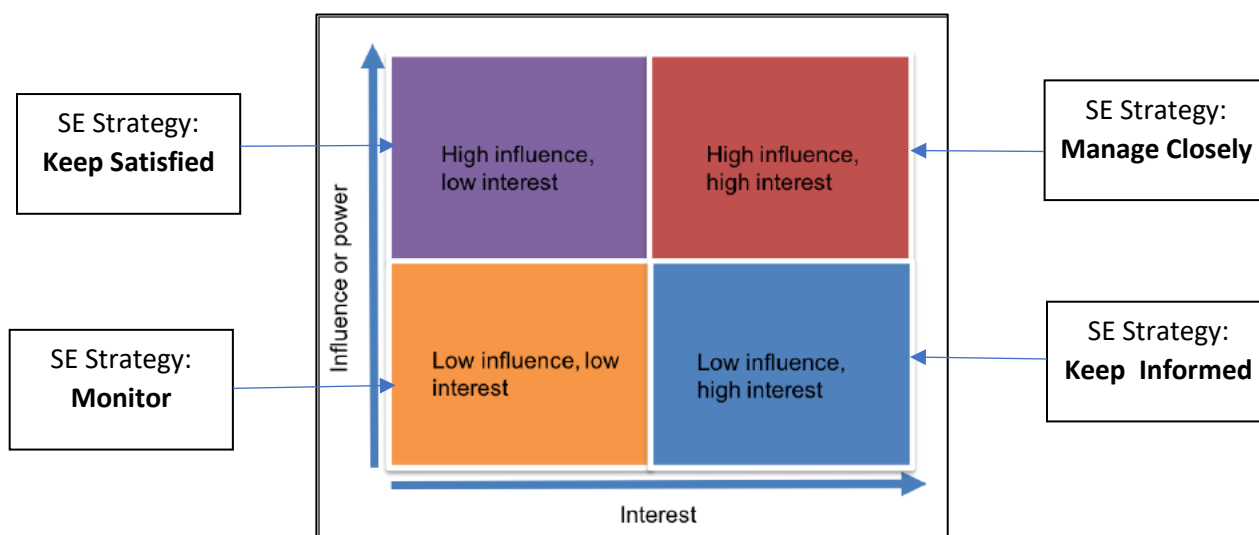 SE Strategy:
Keep Satisfied
SE Strategy:
Manage Closely
High influence,
low interest
High influence,
high interest
Influence or power
SE Strategy:
Monitor
Low influence, low
interest
Low influence,
high interest
SE Strategy:
Keep  Informed
Interest